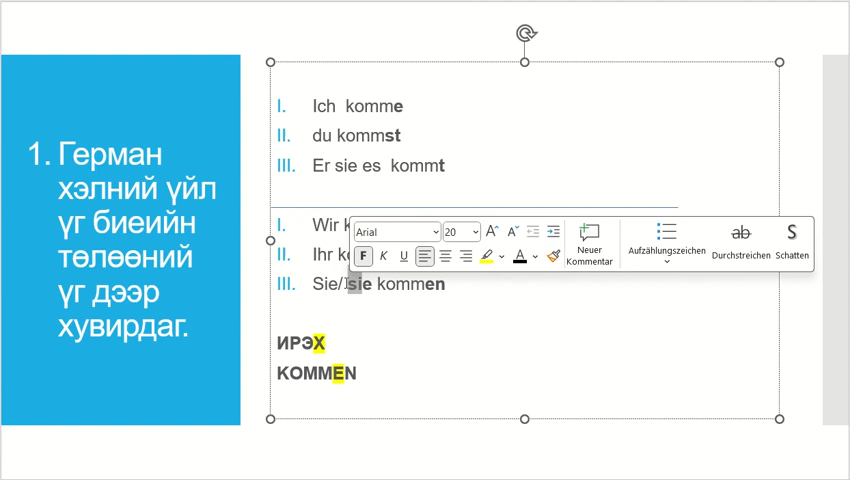 1. Герман
хэлний үйл
үг биеийн
төлөөний
үг дээр
хувирдаг.
I. Ich komme
II. du kommst
III. Er sie es kommt
I. Wir k
II. Ihr ko
III. Sie/ sie kommen
ИРЭХ
KOMMEN
Arial 20
F K U A
Neuer
Kommentar
Aufzählungszeichen
ab
Durchstreichen
S
Schatten